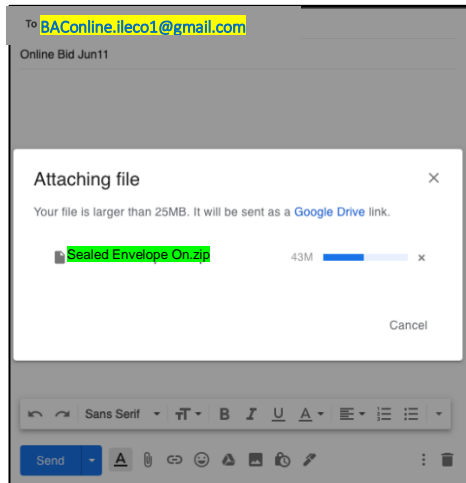 To BAConline.ileco1@gmail.com
Online Bid Jun11
Attaching file
Your file is larger than 25MB. It will be sent as a Google Drive link.
Sealed Envelope On.zip 43M
Cancel
Sans Serif B I U A
Send A